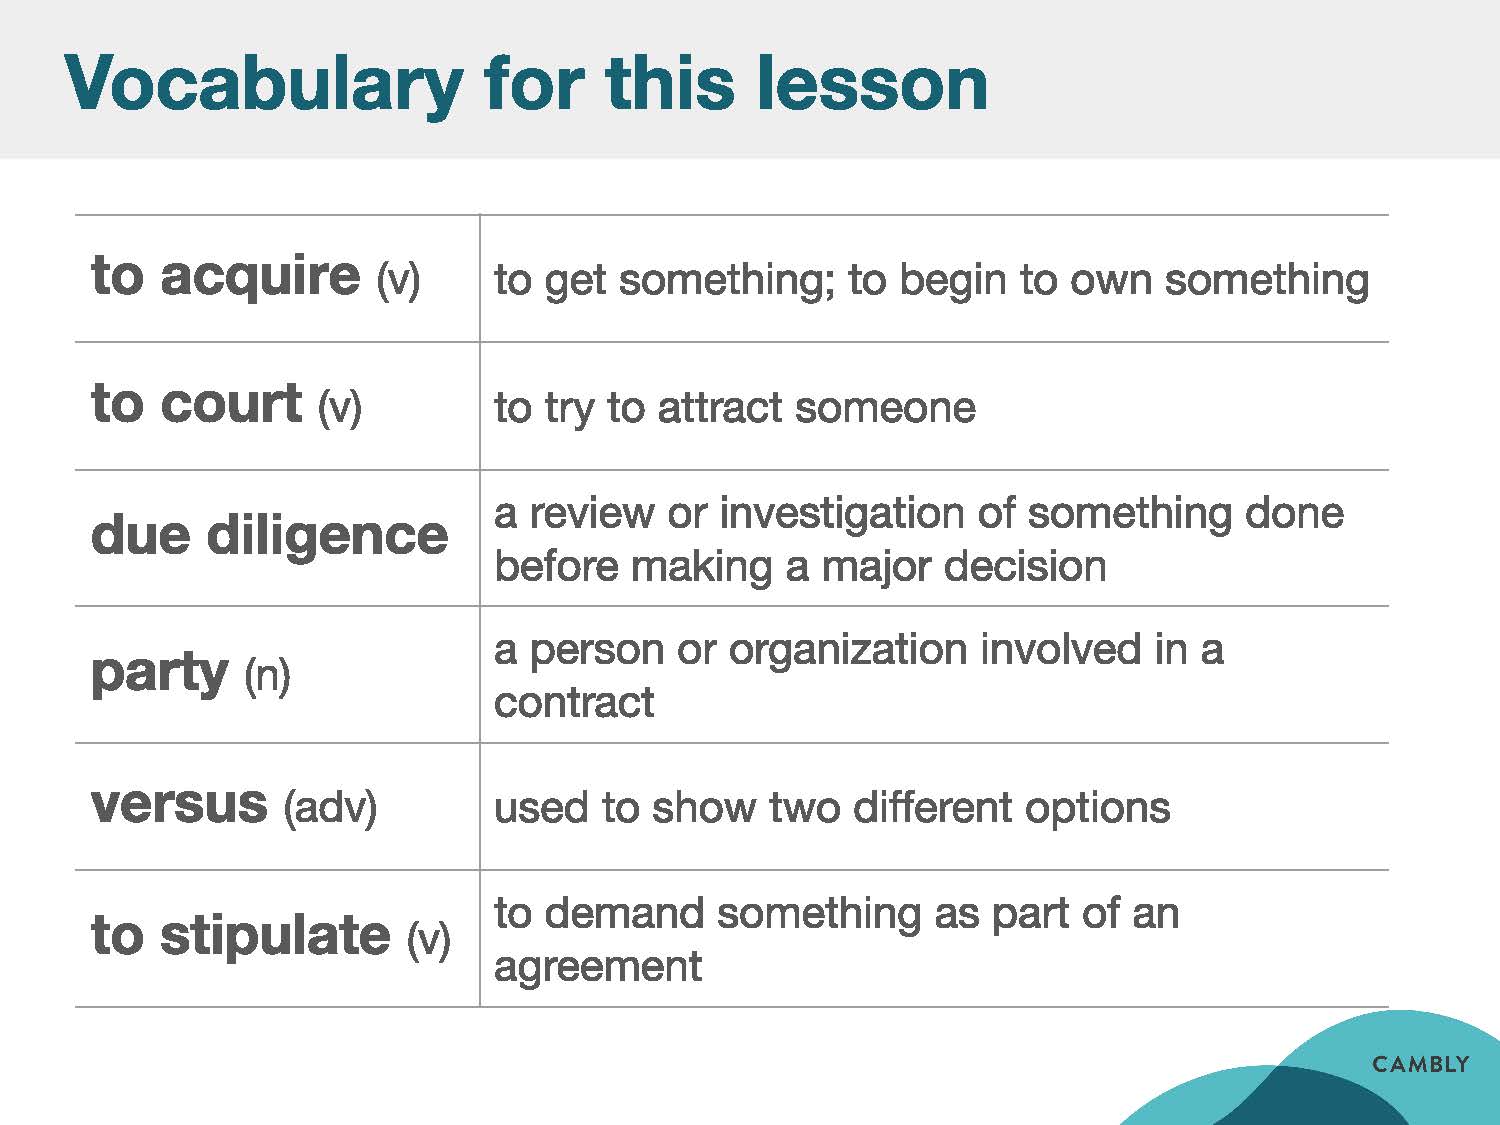 Vocabulary for this lesson
to acquire (v)
to get something; to begin to own something
to court (v)
to try to attract someone
due diligence
a review or investigation of something done
before making a major decision
party (n)
a person or organization involved in a
contract
versus (adv)
used to show two different options
to stipulate (v)
to demand something as part of an
agreement
CAMBLY